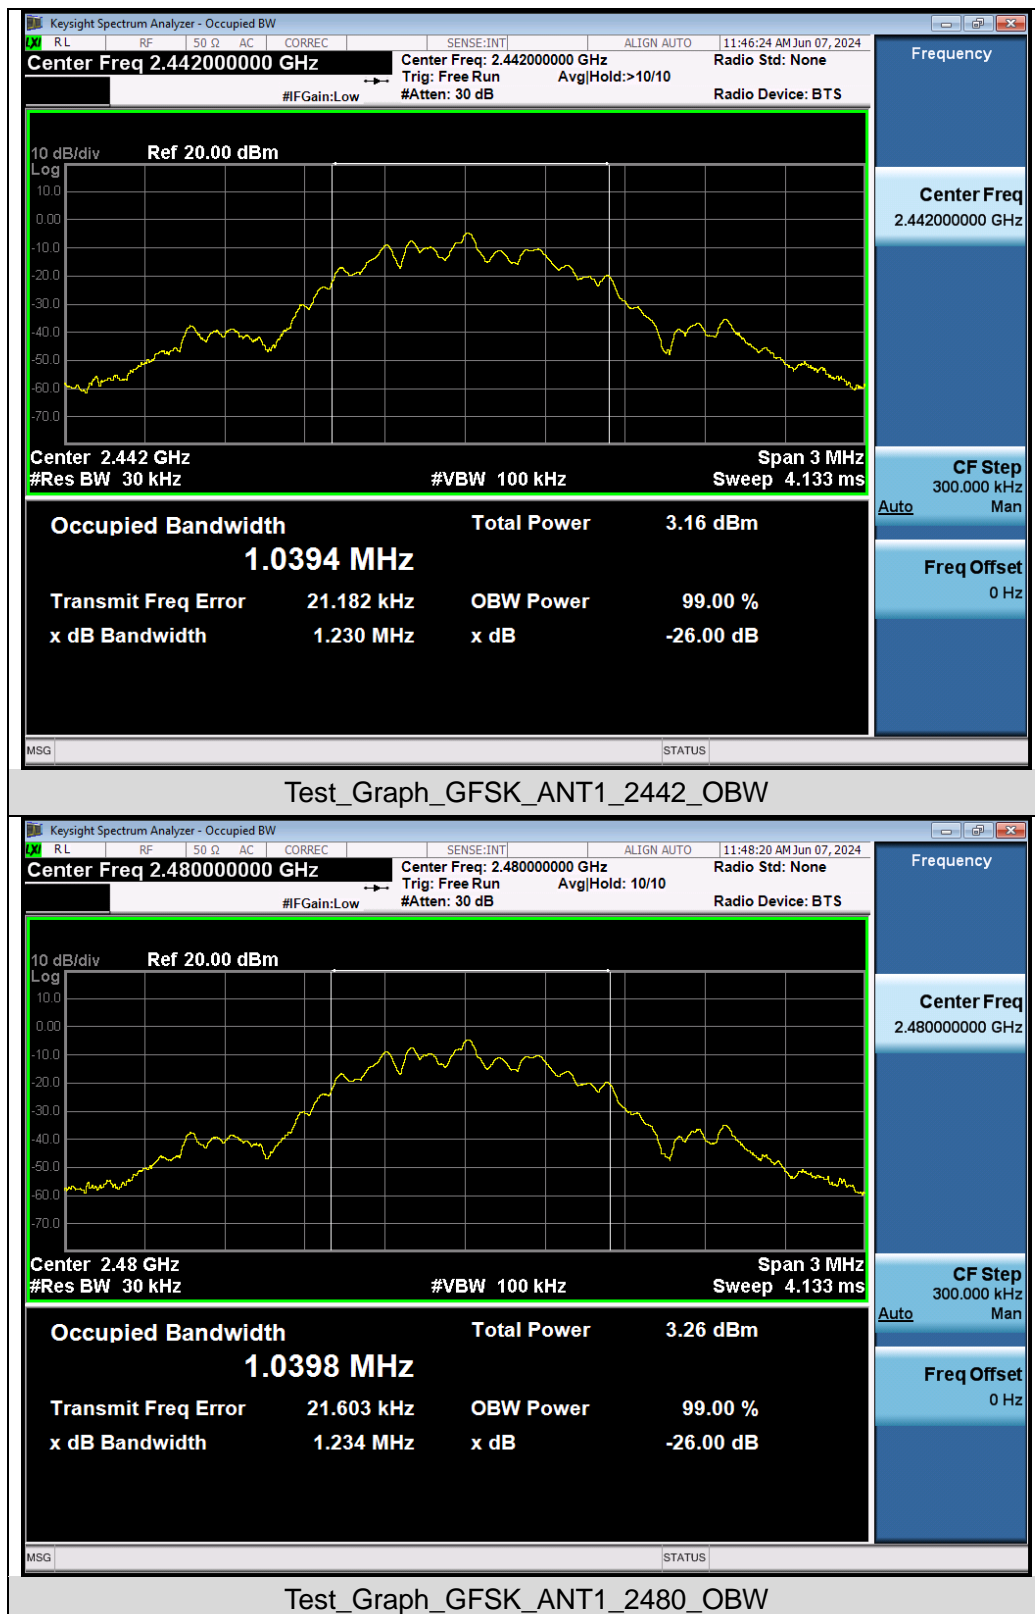 Keysight Spectrum Analyzer - Occupied BW
LXI RL RF 50 Ω AC CORREC SENSE:INT ALIGN AUTO 11:46:24 AM Jun 07, 2024
Center Freq 2.442000000 GHz
Center Freq: 2.442000000 GHz
Radio Std: None
Trig: Free Run Avg|Hold:>10/10
#IFGain:Low
#Atten: 30 dB
Radio Device: BTS
10 dB/div Ref 20.00 dBm
Log
10.0
0.00
-10.0
-20.0
-30.0
-40.0
-50.0
-60.0
-70.0
Center 2.442 GHz Span 3 MHz
#Res BW 30 kHz #VBW 100 kHz Sweep 4.133 ms
Occupied Bandwidth Total Power 3.16 dBm
1.0394 MHz
Transmit Freq Error 21.182 kHz OBW Power 99.00 %
x dB Bandwidth 1.230 MHz x dB -26.00 dB
Frequency
Center Freq
2.442000000 GHz
CF Step
300.000 kHz
Auto Man
Freq Offset
0 Hz
MSG STATUS
Test_Graph_GFSK_ANT1_2442_OBW
Keysight Spectrum Analyzer - Occupied BW
LXI RL RF 50 Ω AC CORREC SENSE:INT ALIGN AUTO 11:48:20 AM Jun 07, 2024
Center Freq 2.480000000 GHz
Center Freq: 2.480000000 GHz
Radio Std: None
Trig: Free Run Avg|Hold: 10/10
#IFGain:Low
#Atten: 30 dB
Radio Device: BTS
10 dB/div Ref 20.00 dBm
Log
10.0
0.00
-10.0
-20.0
-30.0
-40.0
-50.0
-60.0
-70.0
Center 2.48 GHz Span 3 MHz
#Res BW 30 kHz #VBW 100 kHz Sweep 4.133 ms
Occupied Bandwidth Total Power 3.26 dBm
1.0398 MHz
Transmit Freq Error 21.603 kHz OBW Power 99.00 %
x dB Bandwidth 1.234 MHz x dB -26.00 dB
Frequency
Center Freq
2.480000000 GHz
CF Step
300.000 kHz
Auto Man
Freq Offset
0 Hz
MSG STATUS
Test_Graph_GFSK_ANT1_2480_OBW